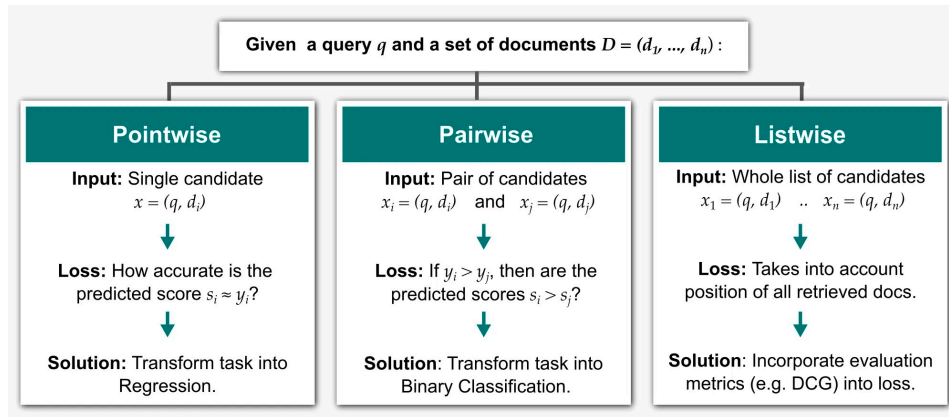 Given a query q and a set of documents D = (d₁, ..., dₙ) :
Pointwise
Input: Single candidate
x = (q, dᵢ)
Loss: How accurate is the
predicted score sᵢ ≈ yᵢ?
Solution: Transform task into
Regression.
Pairwise
Input: Pair of candidates
xᵢ = (q, dᵢ) and xⱼ = (q, dⱼ)
Loss: If yᵢ > yⱼ, then are the
predicted scores sᵢ > sⱼ?
Solution: Transform task into
Binary Classification.
Listwise
Input: Whole list of candidates
x₁ = (q, d₁) .. xₙ = (q, dₙ)
Loss: Takes into account
position of all retrieved docs.
Solution: Incorporate evaluation
metrics (e.g. DCG) into loss.